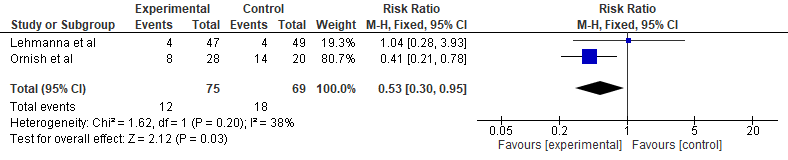 Experimental Control Risk Ratio Risk Ratio
Study or Subgroup Events Total Events Total Weight M-H, Fixed, 95% CI M-H, Fixed, 95% CI
Lehmanna et al 4 47 4 49 19.3% 1.04 [0.28, 3.93]
Ornish et al 8 28 14 20 80.7% 0.41 [0.21, 0.78]
Total (95% CI) 75 69 100.0% 0.53 [0.30, 0.95]
Total events 12 18
Heterogeneity: Chi² = 1.62, df = 1 (P = 0.20); I² = 38%
Test for overall effect: Z = 2.12 (P = 0.03)
0.05 0.2 1 5 20
Favours [experimental] Favours [control]